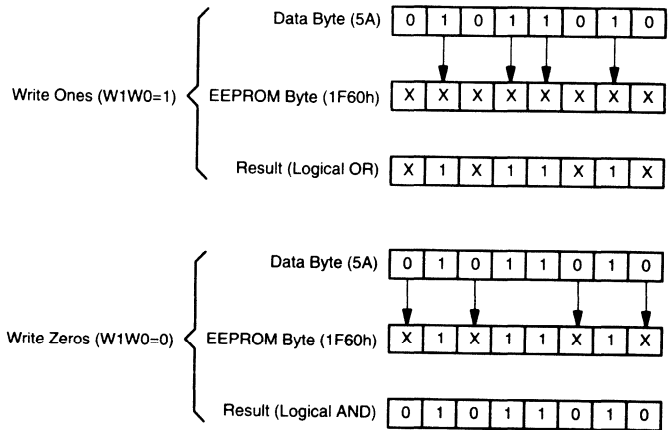 Data Byte (5A) 0 1 0 1 1 0 1 0
Write Ones (W1W0=1) EEPROM Byte (1F60h) X X X X X X X X
Result (Logical OR) X 1 X 1 1 X 1 X
Data Byte (5A) 0 1 0 1 1 0 1 0
Write Zeros (W1W0=0) EEPROM Byte (1F60h) X 1 X 1 1 X 1 X
Result (Logical AND) 0 1 0 1 1 0 1 0